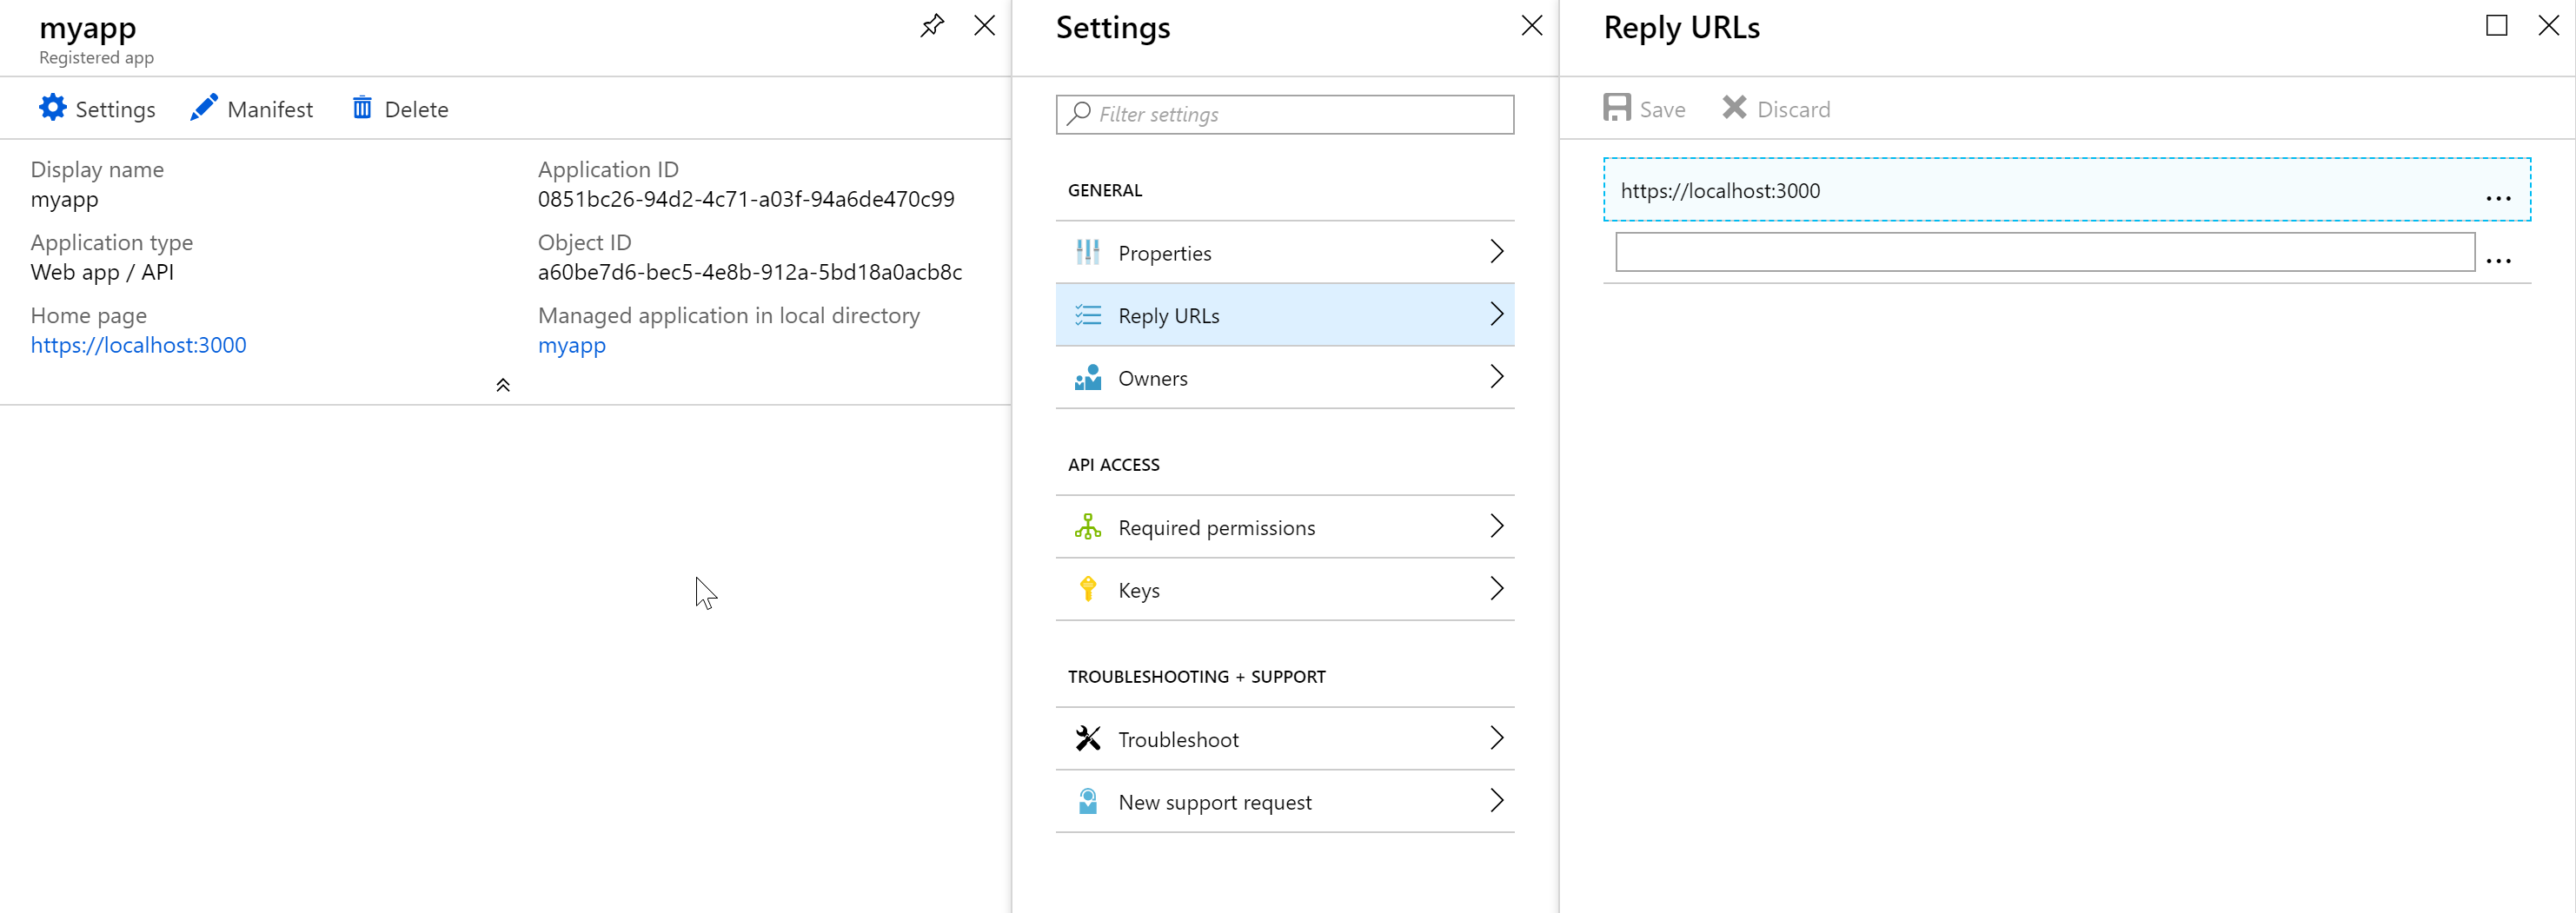 myapp
Registered app
Settings
Manifest
Delete
Display name
myapp
Application type
Web app / API
Home page
https://localhost:3000
Application ID
0851bc26-94d2-4c71-a03f-94a6de470c99
Object ID
a60be7d6-bec5-4e8b-912a-5bd18a0acb8c
Managed application in local directory
myapp
Settings
Filter settings
GENERAL
Properties
Reply URLs
Owners
API ACCESS
Required permissions
Keys
TROUBLESHOOTING + SUPPORT
Troubleshoot
New support request
Reply URLs
Save
Discard
https://localhost:3000